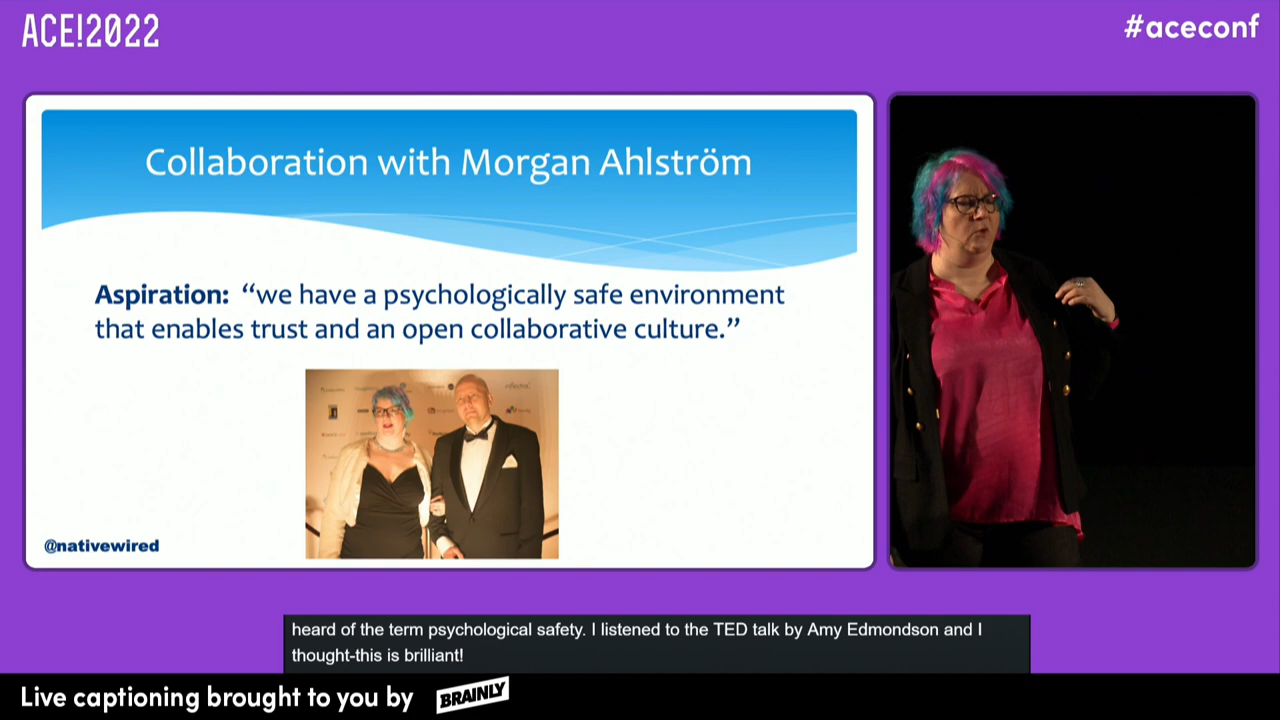 ACE!2022
#aceconf
Collaboration with Morgan Ahlström
Aspiration: “we have a psychologically safe environment
that enables trust and an open collaborative culture.”
@nativewired
heard of the term psychological safety. I listened to the TED talk by Amy Edmondson and I
thought-this is brilliant!
Live captioning brought to you by BRAINLY